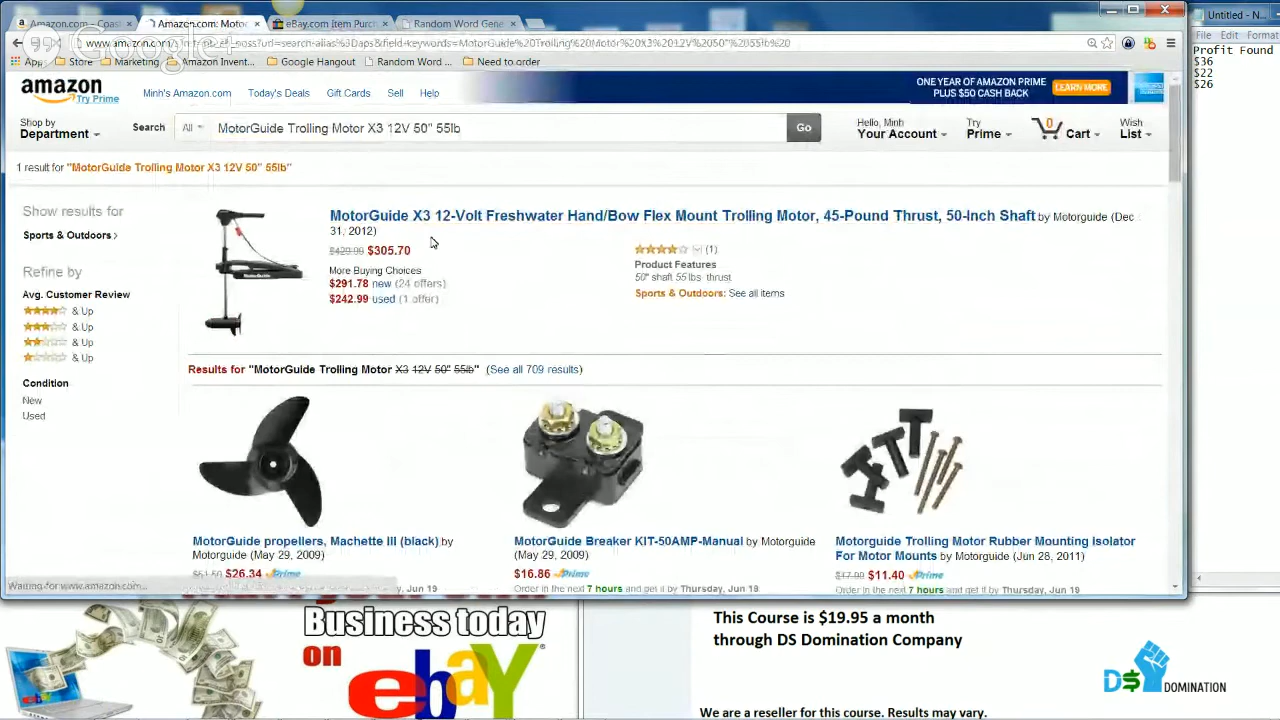 Amazon.com - Coast
Amazon.com: Moto
eBay.com Item Purch
Random Word Gene
Untitled - N
Google+
File Edit Format
Store
Marketing
Amazon Invent...
Google Hangout
Random Word ...
Need to order
Profit Found
$36
$22
$26
amazon
Try Prime
Minh's Amazon.com
Today's Deals
Gift Cards
Sell
Help
ONE YEAR OF AMAZON PRIME
PLUS $50 CASH BACK
LEARN MORE
Shop by
Department
Search
All
MotorGuide Trolling Motor X3 12V 50" 55lb
Go
Hello, Minh
Your Account
Try
Prime
0
Cart
Wish
List
1 result for "MotorGuide Trolling Motor X3 12V 50" 55lb"
Show results for
Sports & Outdoors ›
Refine by
Avg. Customer Review
& Up
& Up
& Up
& Up
Condition
New
Used
MotorGuide X3 12-Volt Freshwater Hand/Bow Flex Mount Trolling Motor, 45-Pound Thrust, 50-Inch Shaft by Motorguide (Dec
31, 2012)
$305.70
More Buying Choices
$291.78 new (24 offers)
$242.99 used (1 offer)
(1)
Product Features
50" shaft 55 lbs thrust
Sports & Outdoors: See all items
Results for "MotorGuide Trolling Motor X3 12V 50" 55lb" (See all 709 results)
MotorGuide propellers, Machette III (black) by
Motorguide (May 29, 2009)
$26.34 Prime
MotorGuide Breaker KIT-50AMP-Manual by Motorguide
(May 29, 2009)
$16.86 Prime
Order in the next 7 hours and get it by Thursday, Jun 19
Motorguide Trolling Motor Rubber Mounting Isolator
For Motor Mounts by Motorguide (Jun 28, 2011)
$17.99 $11.40 Prime
Order in the next 7 hours and get it by Thursday, Jun 19
Waiting for www.amazon.com...
Business today
on
ebay
This Course is $19.95 a month
through DS Domination Company
D$ DOMINATION
We are a reseller for this course. Results may vary.